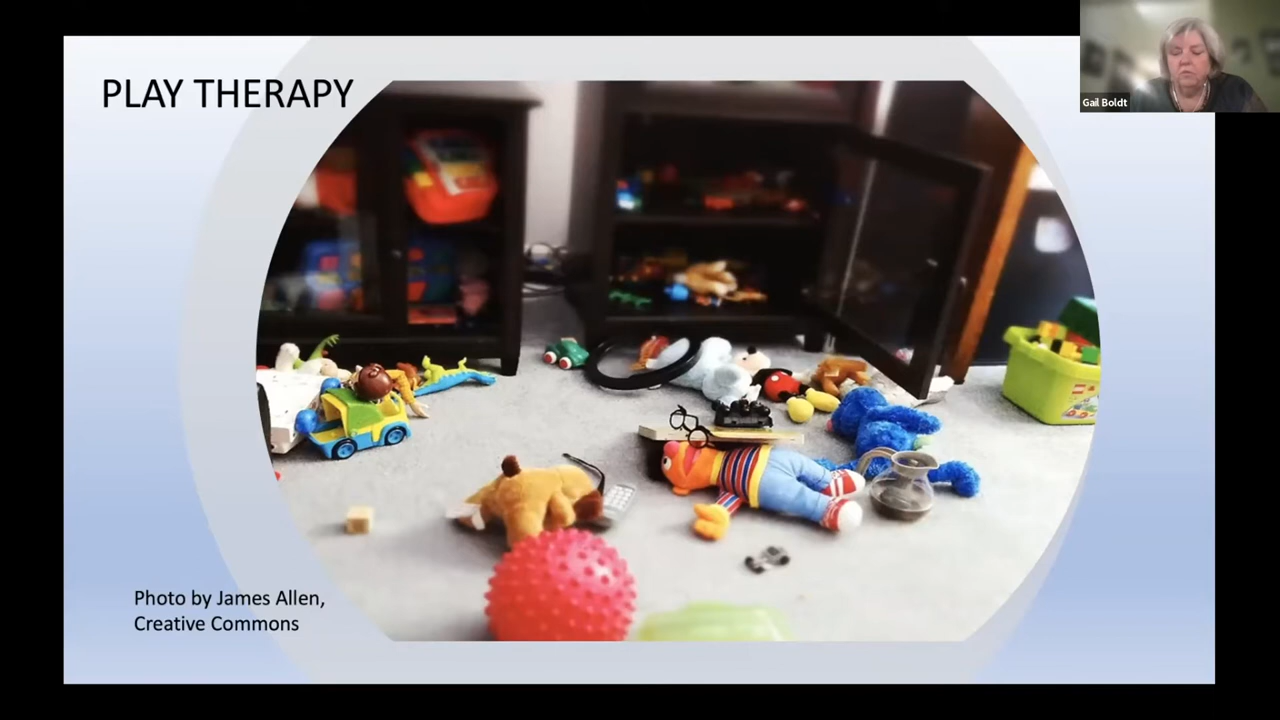 PLAY THERAPY
Gail Boldt
Photo by James Allen,
Creative Commons